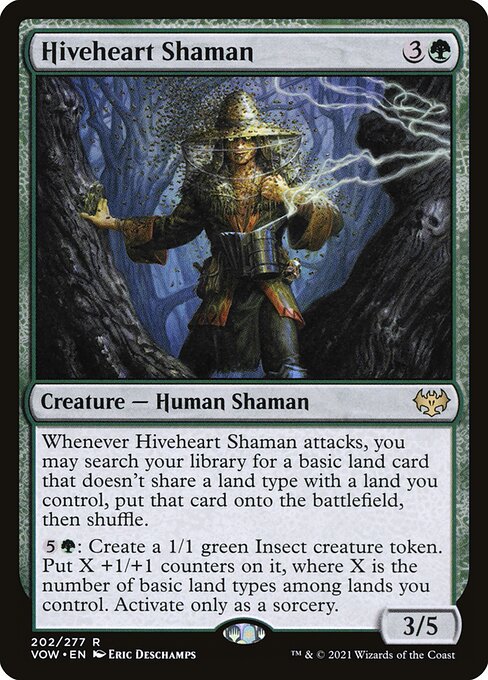 Hiveheart Shaman 3
Creature — Human Shaman
Whenever Hiveheart Shaman attacks, you
may search your library for a basic land card
that doesn't share a land type with a land you
control, put that card onto the battlefield,
then shuffle.
5: Create a 1/1 green Insect creature token.
Put X +1/+1 counters on it, where X is the
number of basic land types among lands you
control. Activate only as a sorcery.
3/5
202/277 R
VOW • EN Eric Deschamps ™ & © 2021 Wizards of the Coast